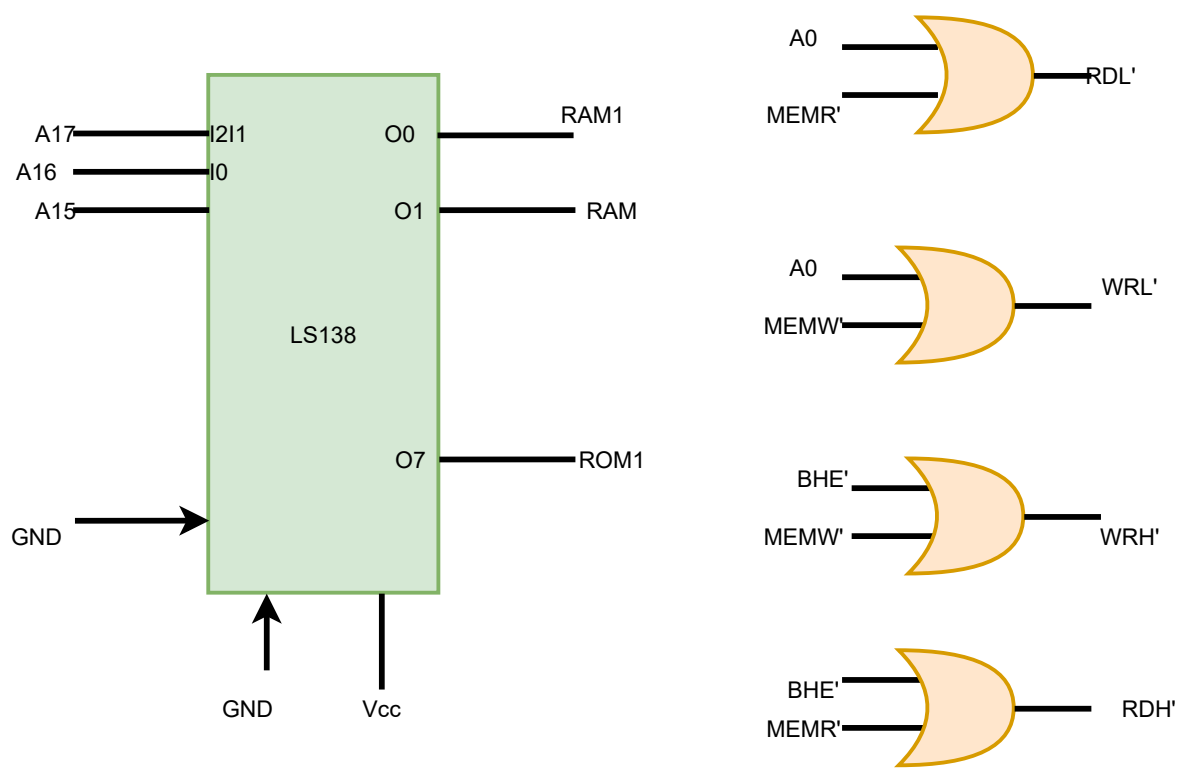 A17
A16
A15
I2I1
I0
O0
O1
LS138
O7
GND
GND
Vcc
RAM1
RAM
ROM1
A0
MEMR'
RDL'
A0
MEMW'
WRL'
BHE'
MEMW'
WRH'
BHE'
MEMR'
RDH'